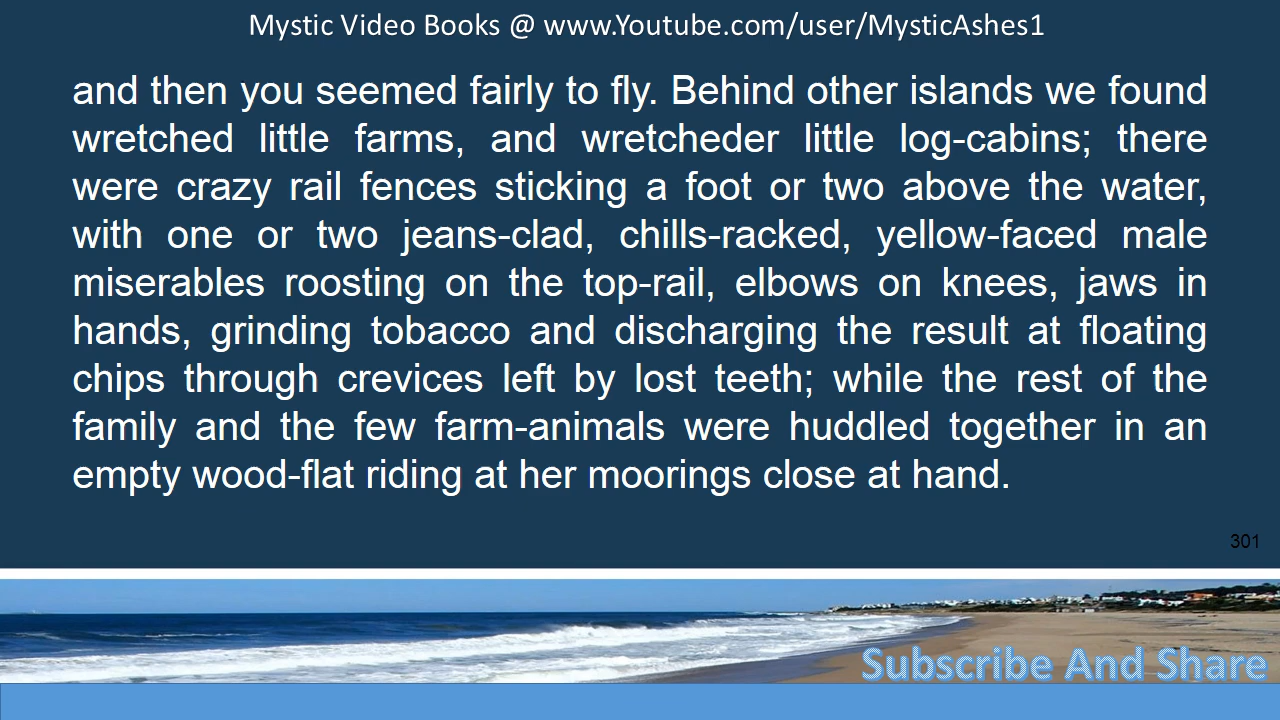 Mystic Video Books @ www.Youtube.com/user/MysticAshes1
and then you seemed fairly to fly. Behind other islands we found
wretched little farms, and wretcheder little log-cabins; there
were crazy rail fences sticking a foot or two above the water,
with one or two jeans-clad, chills-racked, yellow-faced male
miserables roosting on the top-rail, elbows on knees, jaws in
hands, grinding tobacco and discharging the result at floating
chips through crevices left by lost teeth; while the rest of the
family and the few farm-animals were huddled together in an
empty wood-flat riding at her moorings close at hand.
301
Subscribe And Share